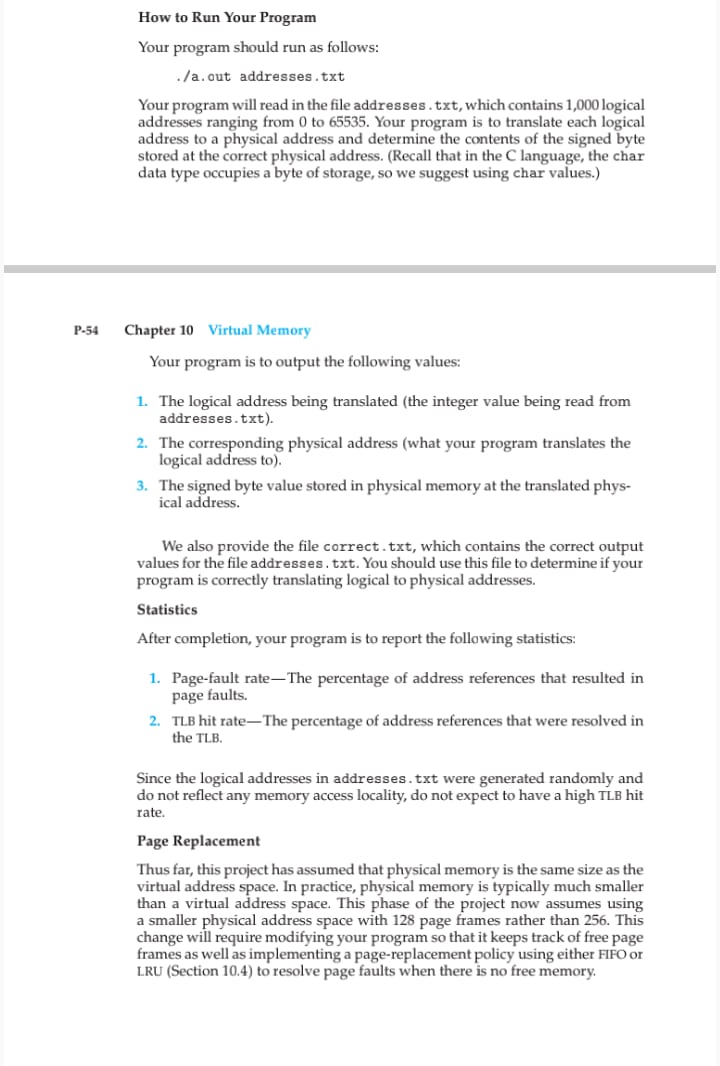 How to Run Your Program
Your program should run as follows:
./a.out addresses.txt
Your program will read in the file addresses.txt, which contains 1,000 logical
addresses ranging from 0 to 65535. Your program is to translate each logical
address to a physical address and determine the contents of the signed byte
stored at the correct physical address. (Recall that in the C language, the char
data type occupies a byte of storage, so we suggest using char values.)
P-54 Chapter 10 Virtual Memory
Your program is to output the following values:
1. The logical address being translated (the integer value being read from
addresses.txt).
2. The corresponding physical address (what your program translates the
logical address to).
3. The signed byte value stored in physical memory at the translated phys-
ical address.
We also provide the file correct.txt, which contains the correct output
values for the file addresses.txt. You should use this file to determine if your
program is correctly translating logical to physical addresses.
Statistics
After completion, your program is to report the following statistics:
1. Page-fault rate—The percentage of address references that resulted in
page faults.
2. TLB hit rate—The percentage of address references that were resolved in
the TLB.
Since the logical addresses in addresses.txt were generated randomly and
do not reflect any memory access locality, do not expect to have a high TLB hit
rate.
Page Replacement
Thus far, this project has assumed that physical memory is the same size as the
virtual address space. In practice, physical memory is typically much smaller
than a virtual address space. This phase of the project now assumes using
a smaller physical address space with 128 page frames rather than 256. This
change will require modifying your program so that it keeps track of free page
frames as well as implementing a page-replacement policy using either FIFO or
LRU (Section 10.4) to resolve page faults when there is no free memory.